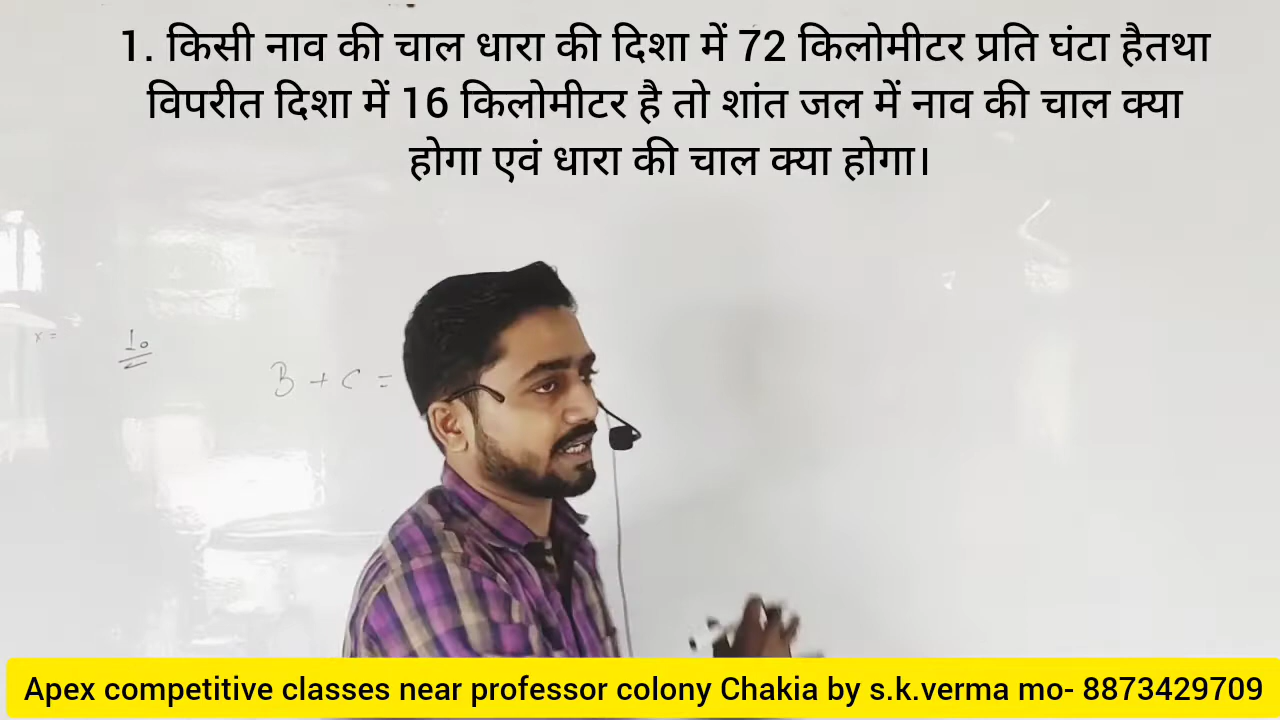 1. किसी नाव की चाल धारा की दिशा में 72 किलोमीटर प्रति घंटा हैतथा
विपरीत दिशा में 16 किलोमीटर है तो शांत जल में नाव की चाल क्या
होगा एवं धारा की चाल क्या होगा।
x =
10
B + C =
Apex competitive classes near professor colony Chakia by s.k.verma mo- 8873429709